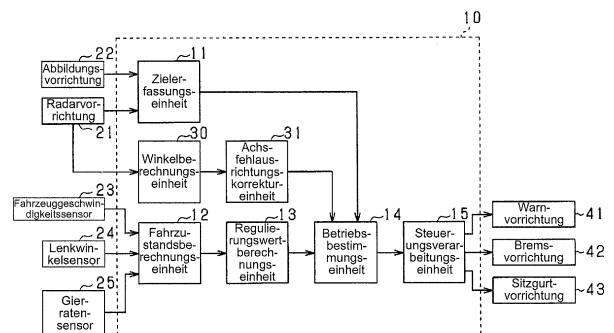 10
22
Abbildungs-
vorrichtung
11
Zieler-
fassungs-
einheit
Radarvor-
richtung
21
30
Winkelbe-
rechnungs-
einheit
31
Achs-
fehlaus-
richtungs-
korrektur-
einheit
23
Fahrzeuggeschwin-
digkeitssensor
24
Lenkwin-
kelsensor
25
Gier-
raten-
sensor
12
Fahrzu-
standsbe-
rechnungs-
einheit
13
Regulie-
rungswert-
berech-
nungs-
einheit
14
Betriebs-
bestim-
mungs-
einheit
15
Steuer-
ungsverar-
beitungs-
einheit
Warn-
vorrichtung
41
Brems-
vorrichtung
42
Sitzgurt-
vorrichtung
43